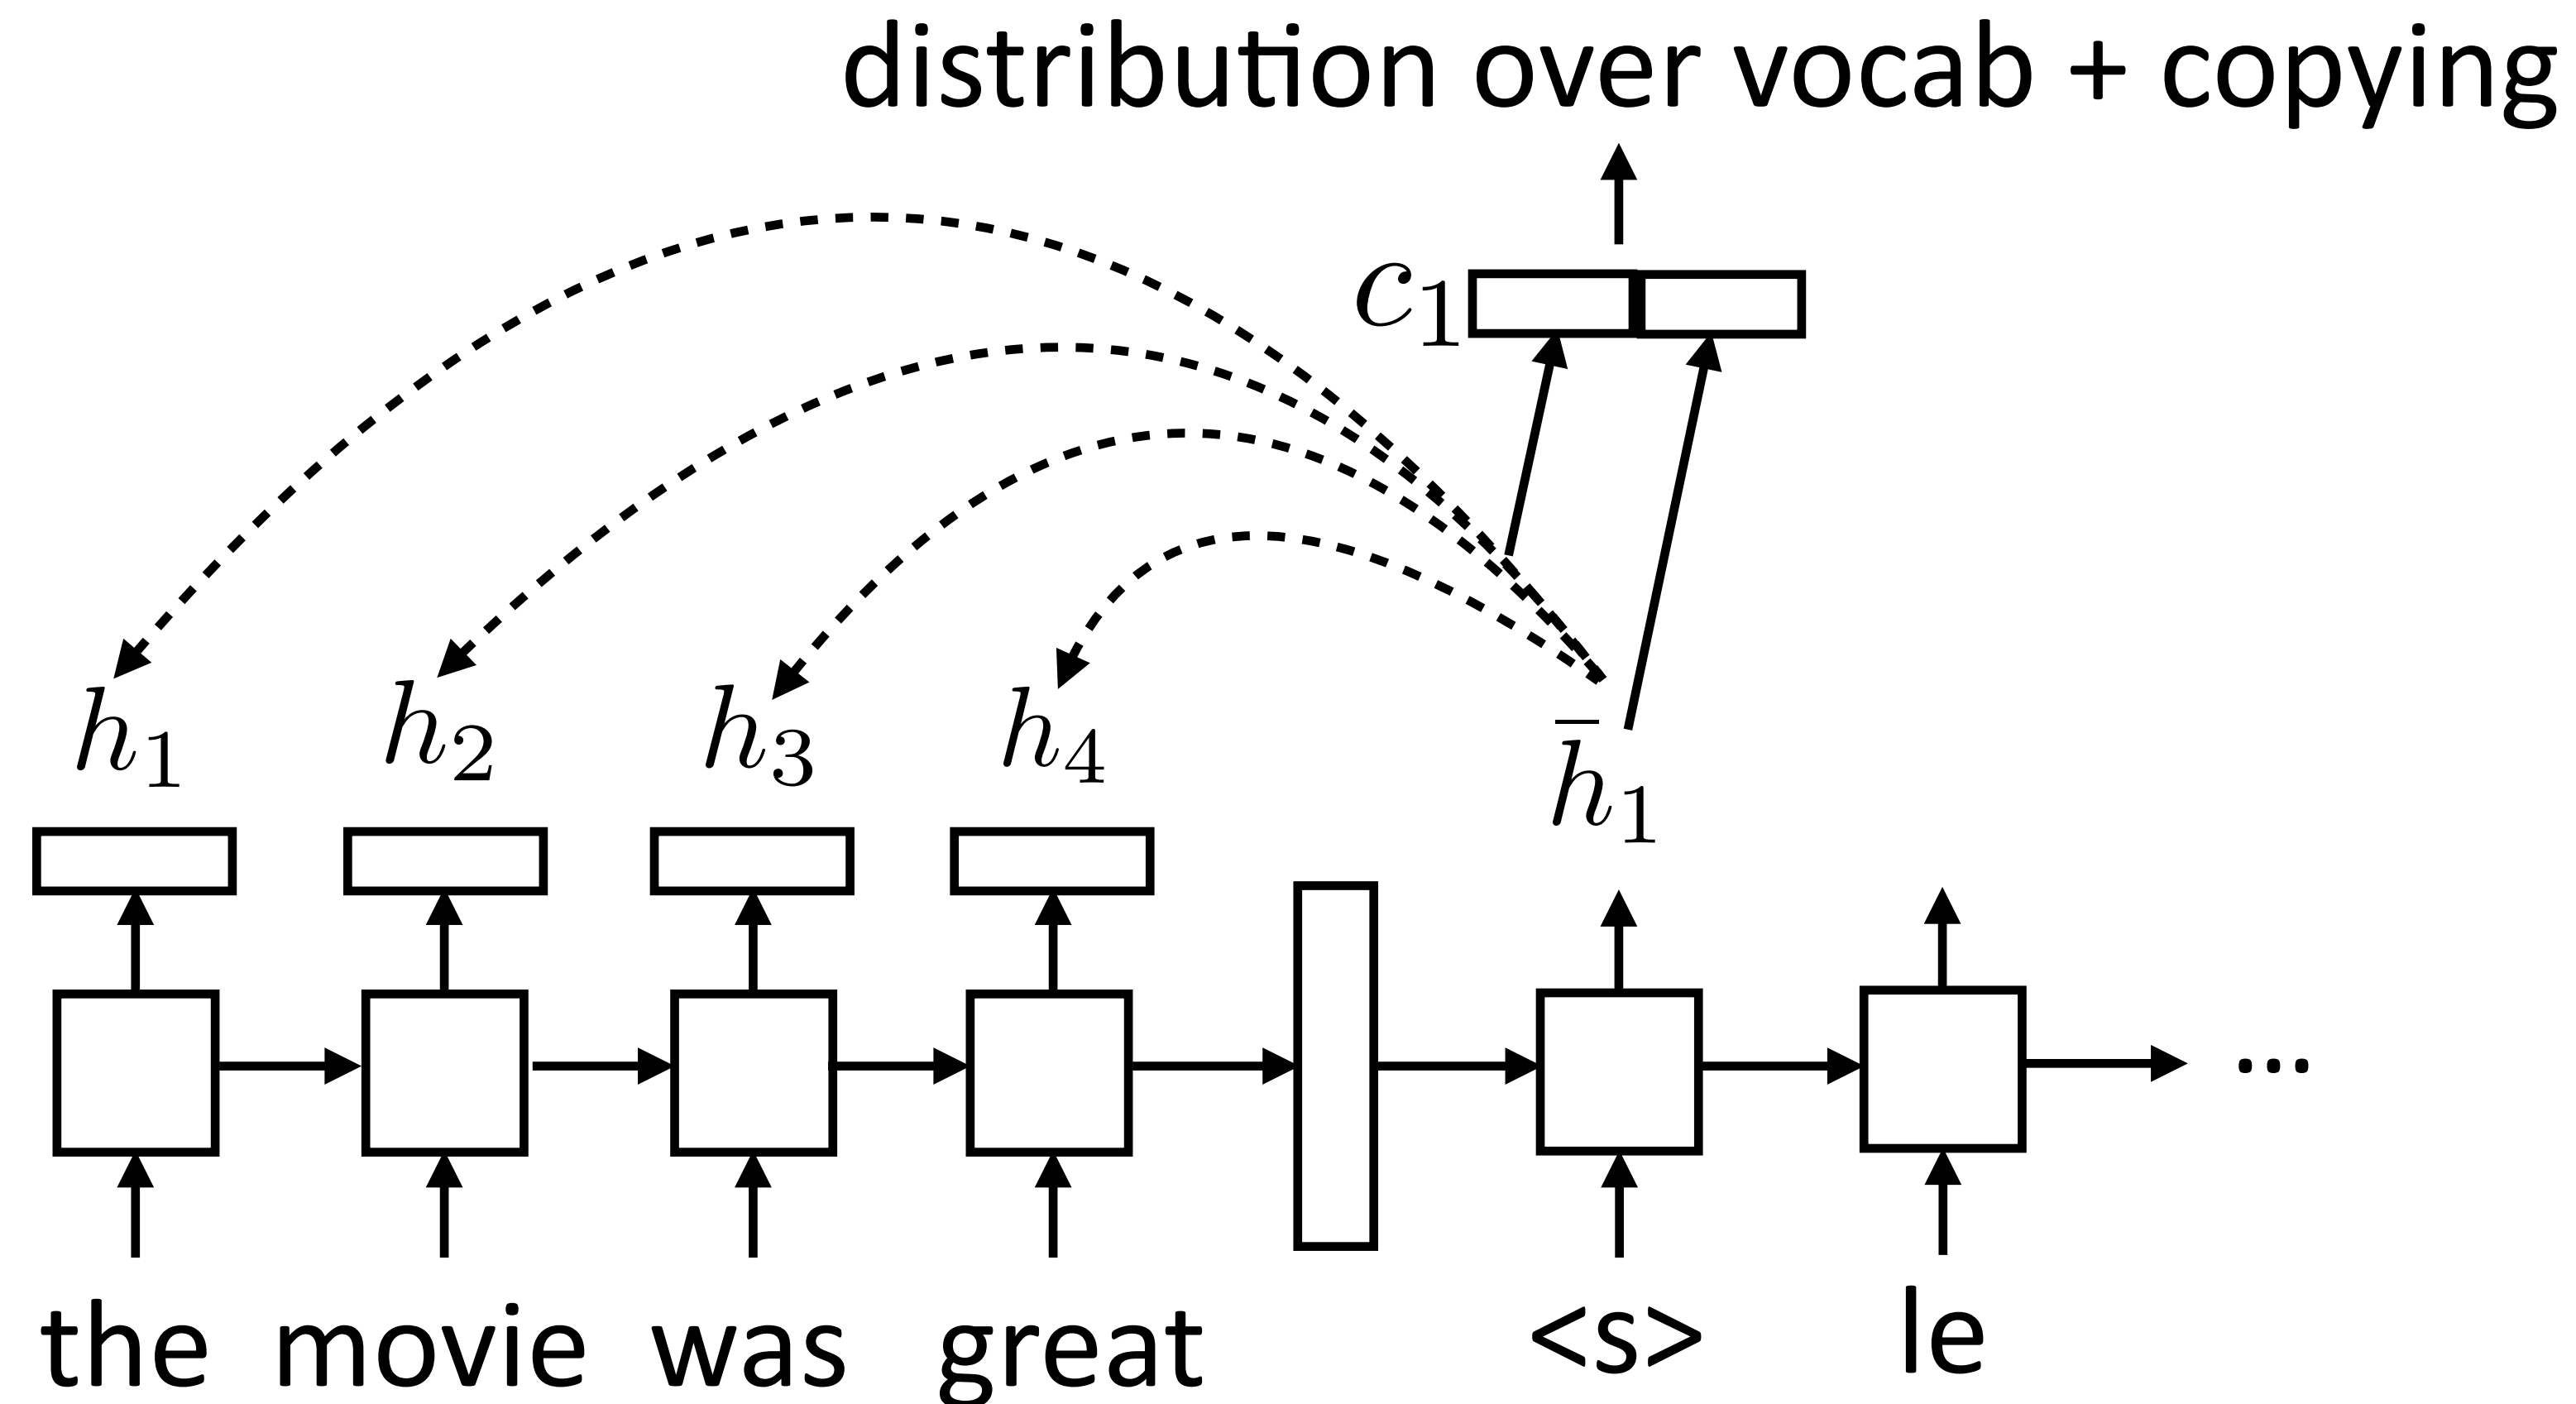 distribution over vocab + copying
c₁
h₁ h₂ h₃ h₄
h̄₁
...
the movie was great <s> le